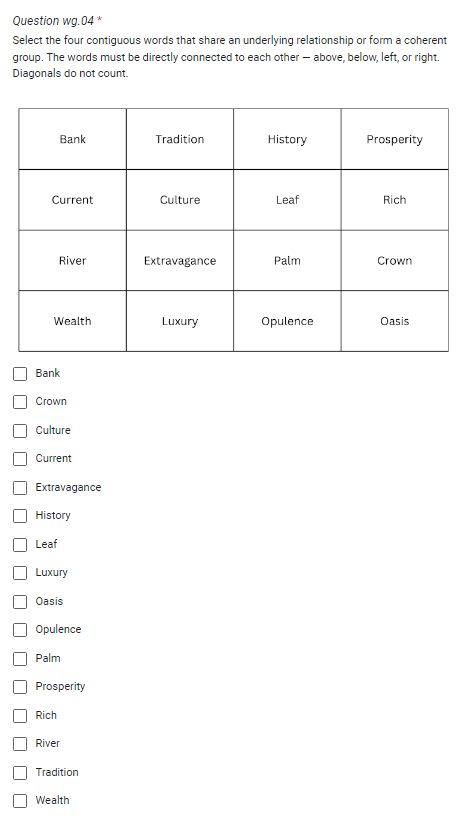 Question wg.04 *
Select the four contiguous words that share an underlying relationship or form a coherent
group. The words must be directly connected to each other — above, below, left, or right.
Diagonals do not count.
Bank Tradition History Prosperity
Current Culture Leaf Rich
River Extravagance Palm Crown
Wealth Luxury Opulence Oasis
Bank
Crown
Culture
Current
Extravagance
History
Leaf
Luxury
Oasis
Opulence
Palm
Prosperity
Rich
River
Tradition
Wealth